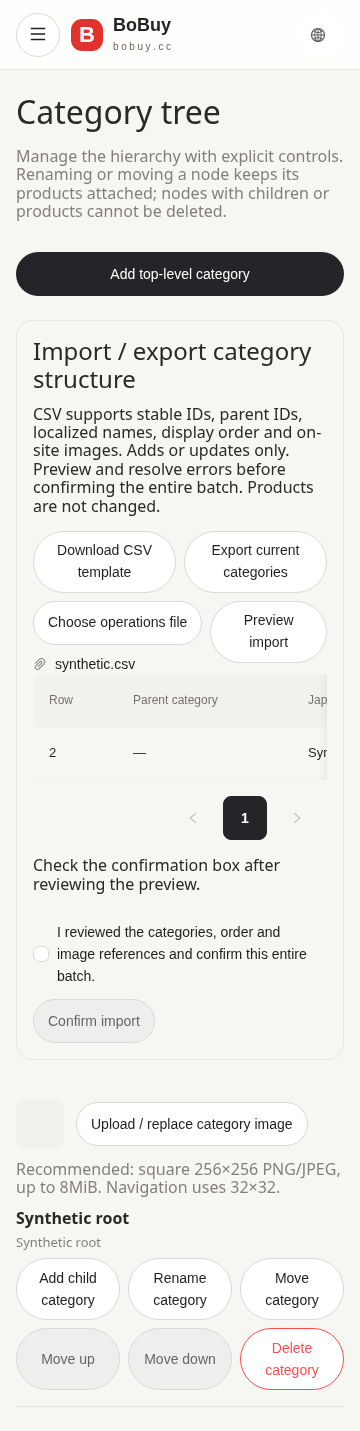 B BoBuy
bobuy.cc
Category tree
Manage the hierarchy with explicit controls.
Renaming or moving a node keeps its
products attached; nodes with children or
products cannot be deleted.
Add top-level category
Import / export category
structure
CSV supports stable IDs, parent IDs,
localized names, display order and on-
site images. Adds or updates only.
Preview and resolve errors before
confirming the entire batch. Products
are not changed.
Download CSV
template
Export current
categories
Choose operations file
Preview
import
synthetic.csv
Row Parent category Jap
2 — Syn
1
Check the confirmation box after
reviewing the preview.
I reviewed the categories, order and
image references and confirm this entire
batch.
Confirm import
Upload / replace category image
Recommended: square 256×256 PNG/JPEG,
up to 8MiB. Navigation uses 32×32.
Synthetic root
Synthetic root
Add child
category
Rename
category
Move
category
Move up
Move down
Delete
category